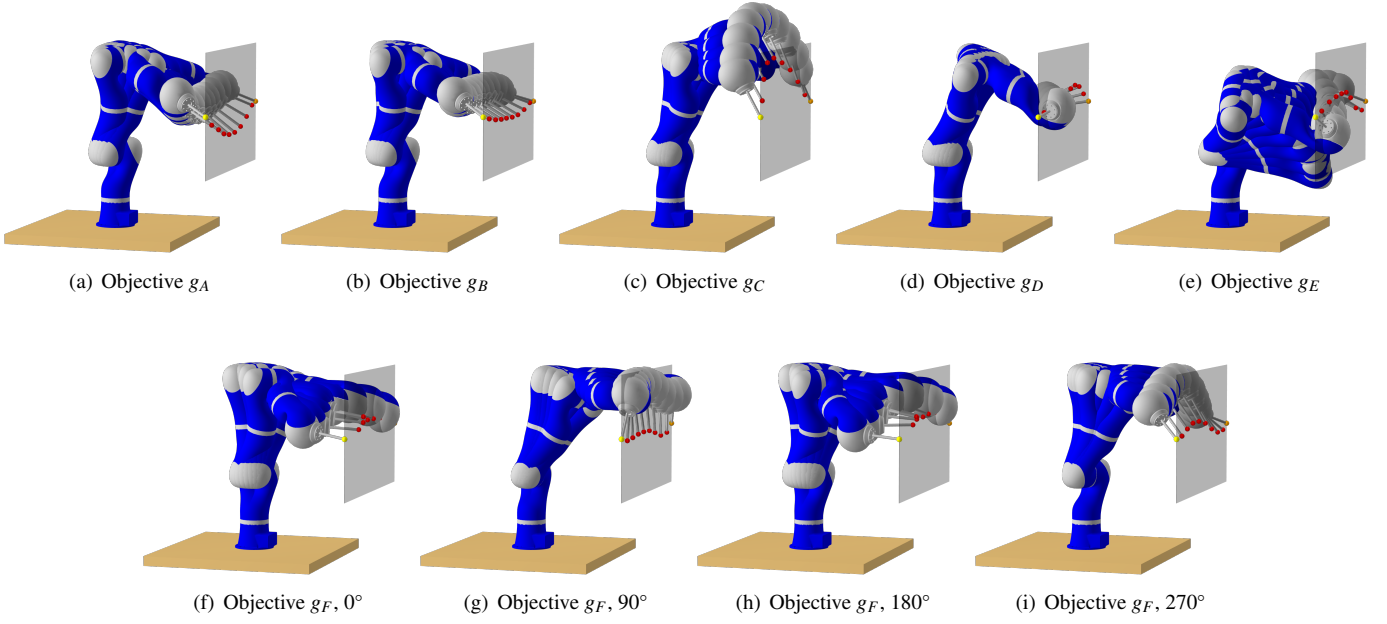 (a) Objective g_A
(b) Objective g_B
(c) Objective g_C
(d) Objective g_D
(e) Objective g_E
(f) Objective g_F, 0°
(g) Objective g_F, 90°
(h) Objective g_F, 180°
(i) Objective g_F, 270°